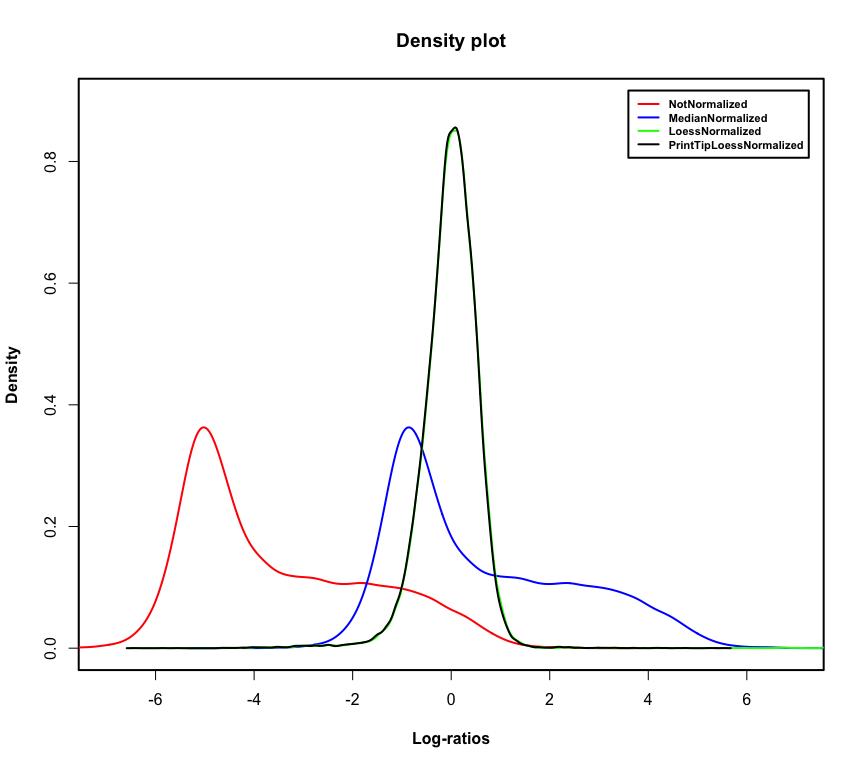 Density plot
NotNormalized
MedianNormalized
LoessNormalized
PrintTipLoessNormalized
Density
0.8
0.6
0.4
0.2
0.0
-6 -4 -2 0 2 4 6
Log-ratios